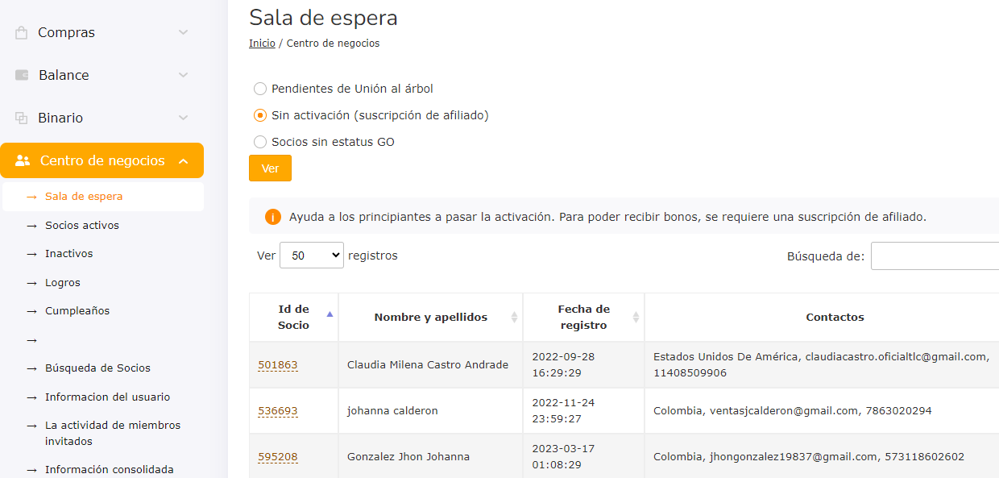 Compras
Balance
Binario
Centro de negocios
→ Sala de espera
→ Socios activos
→ Inactivos
→ Logros
→ Cumpleaños
→
→ Búsqueda de Socios
→ Informacion del usuario
→ La actividad de miembros
invitados
→ Información consolidada
Sala de espera
Inicio / Centro de negocios
Pendientes de Unión al árbol
Sin activación (suscripción de afiliado)
Socios sin estatus GO
Ver
Ayuda a los principiantes a pasar la activación. Para poder recibir bonos, se requiere una suscripción de afiliado.
Ver 50 registros
Búsqueda de:
Id de
Socio
Nombre y apellidos
Fecha de
registro
Contactos
501863
Claudia Milena Castro Andrade
2022-09-28
16:29:29
Estados Unidos De América, claudiacastro.oficialtlc@gmail.com,
11408509906
536693
johanna calderon
2022-11-24
23:59:27
Colombia, ventasjcalderon@gmail.com, 7863020294
595208
Gonzalez Jhon Johanna
2023-03-17
01:08:29
Colombia, jhongonzalez19837@gmail.com, 573118602602